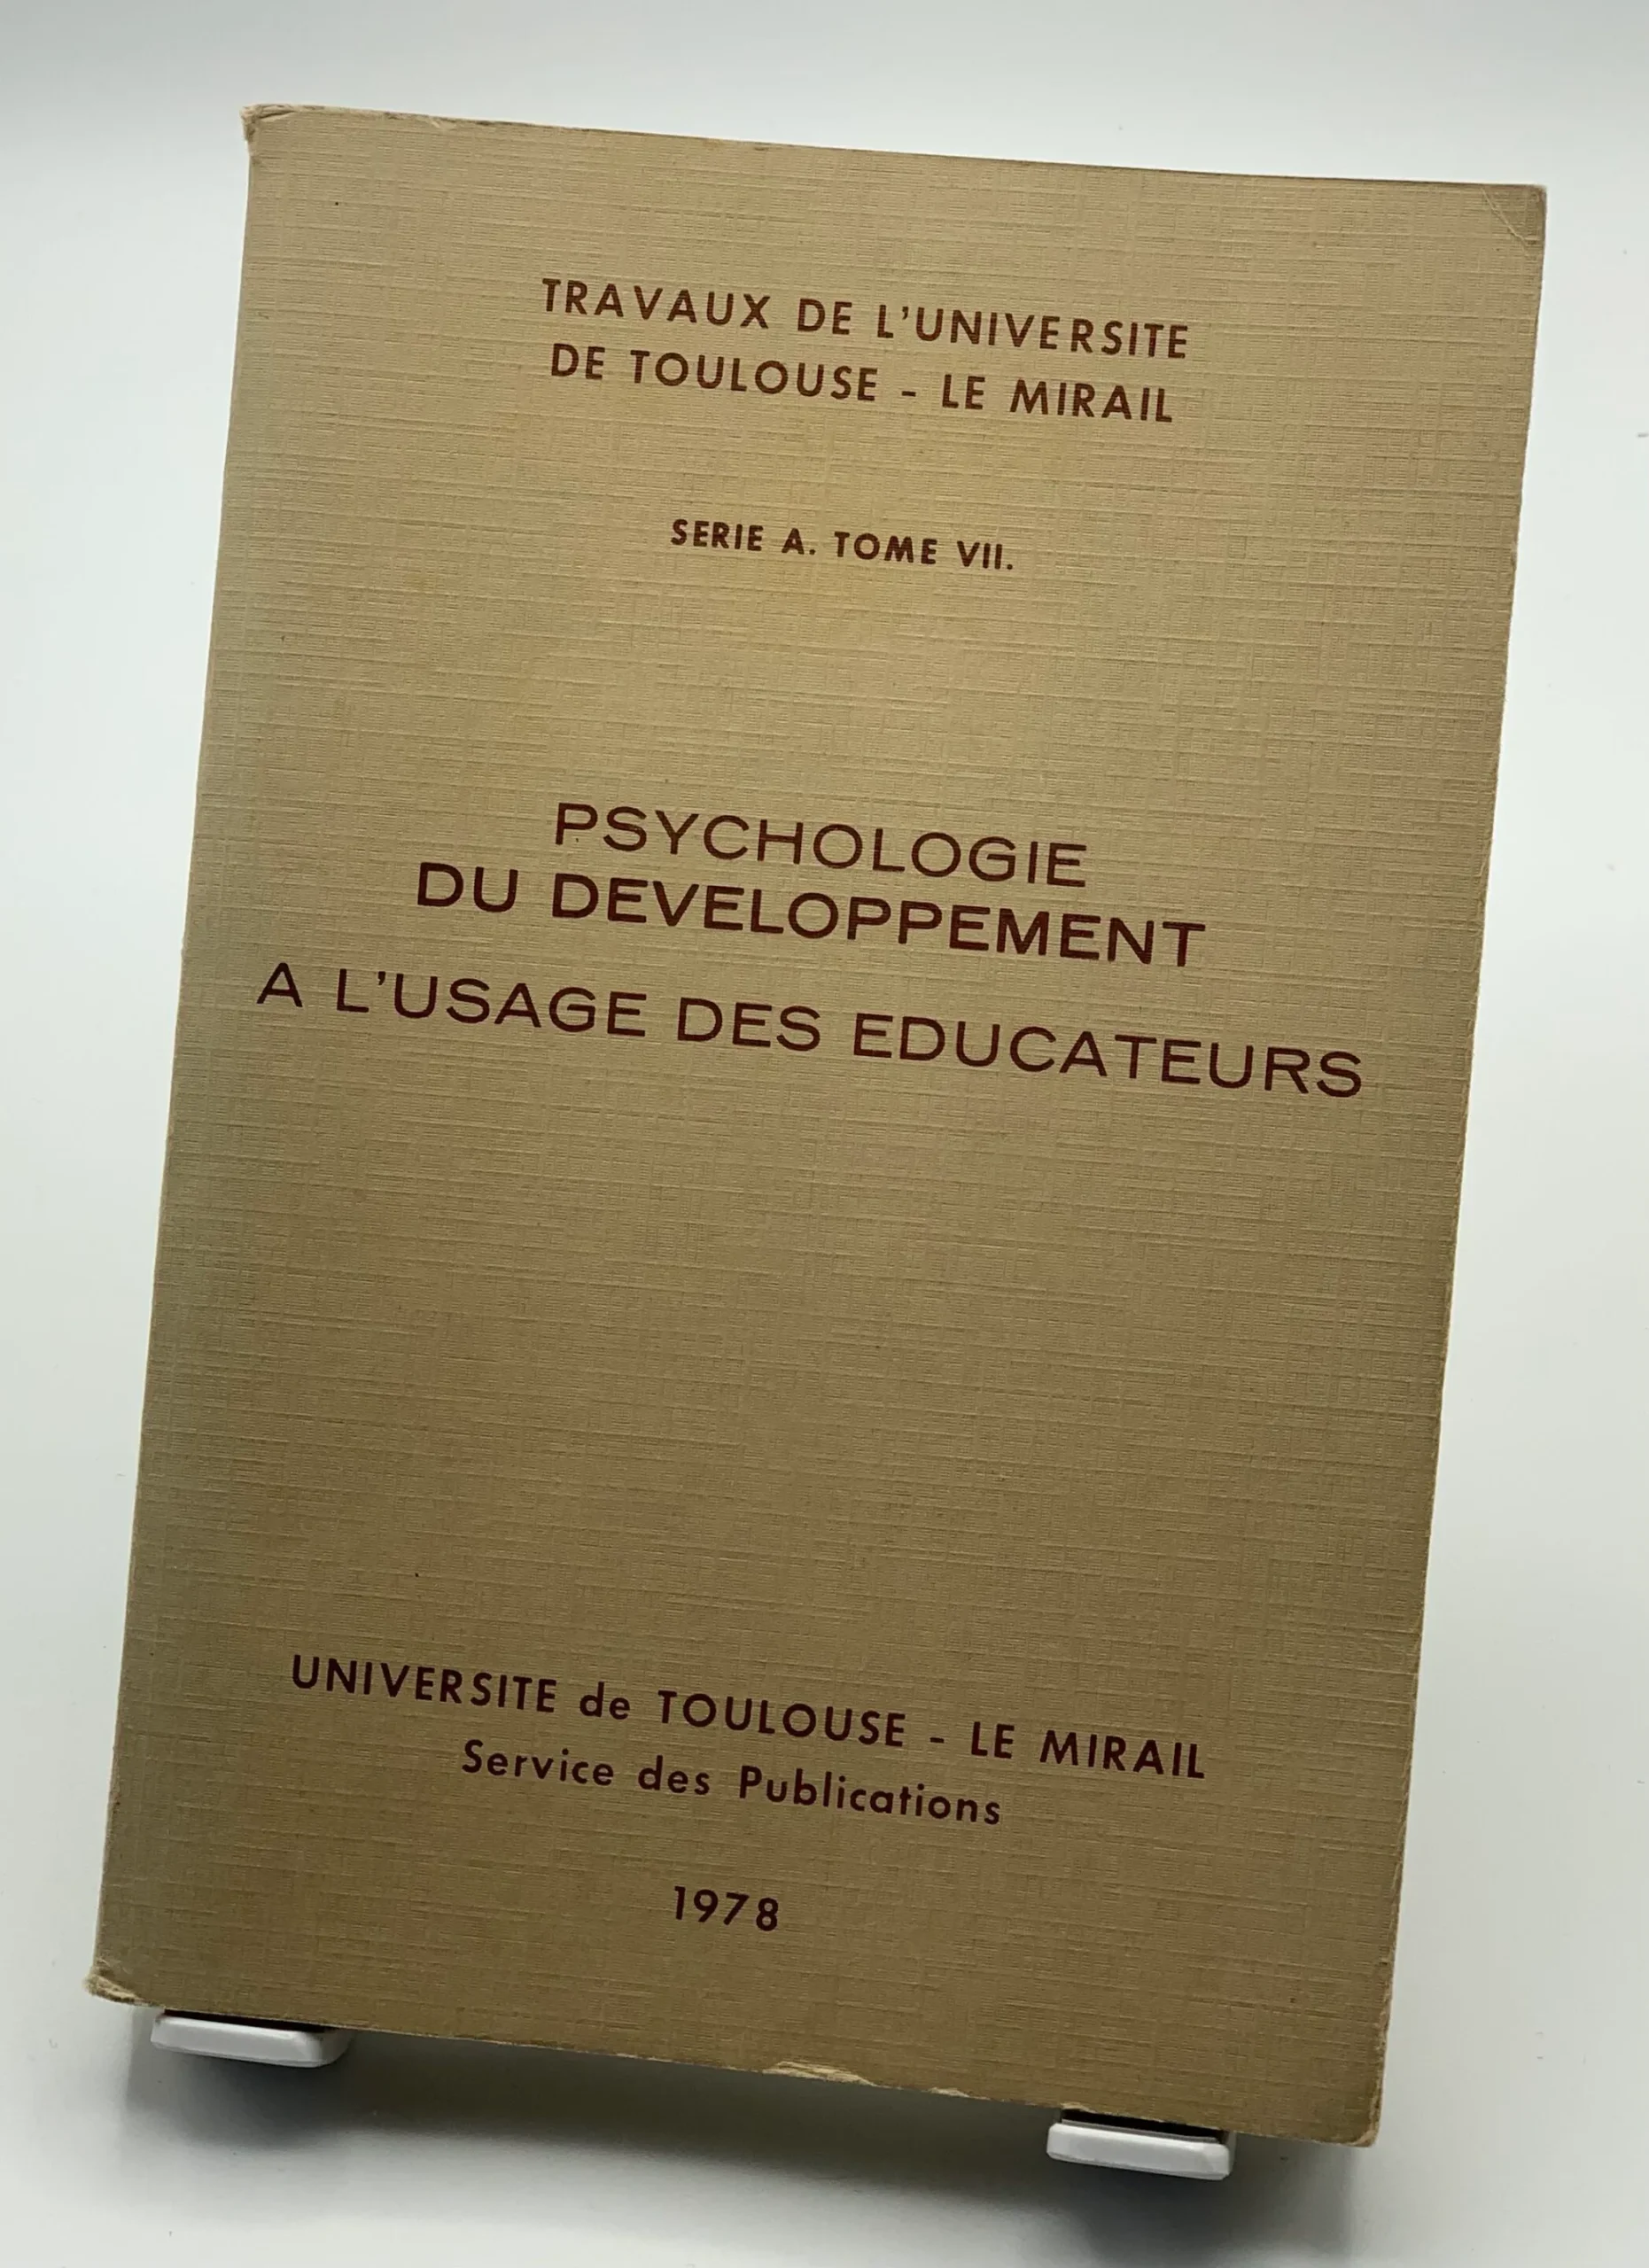 TRAVAUX DE L'UNIVERSITE
DE TOULOUSE - LE MIRAIL
SERIE A. TOME VII.
PSYCHOLOGIE
DU DEVELOPPEMENT
A L'USAGE DES EDUCATEURS
UNIVERSITE de TOULOUSE - LE MIRAIL
Service des Publications
1978